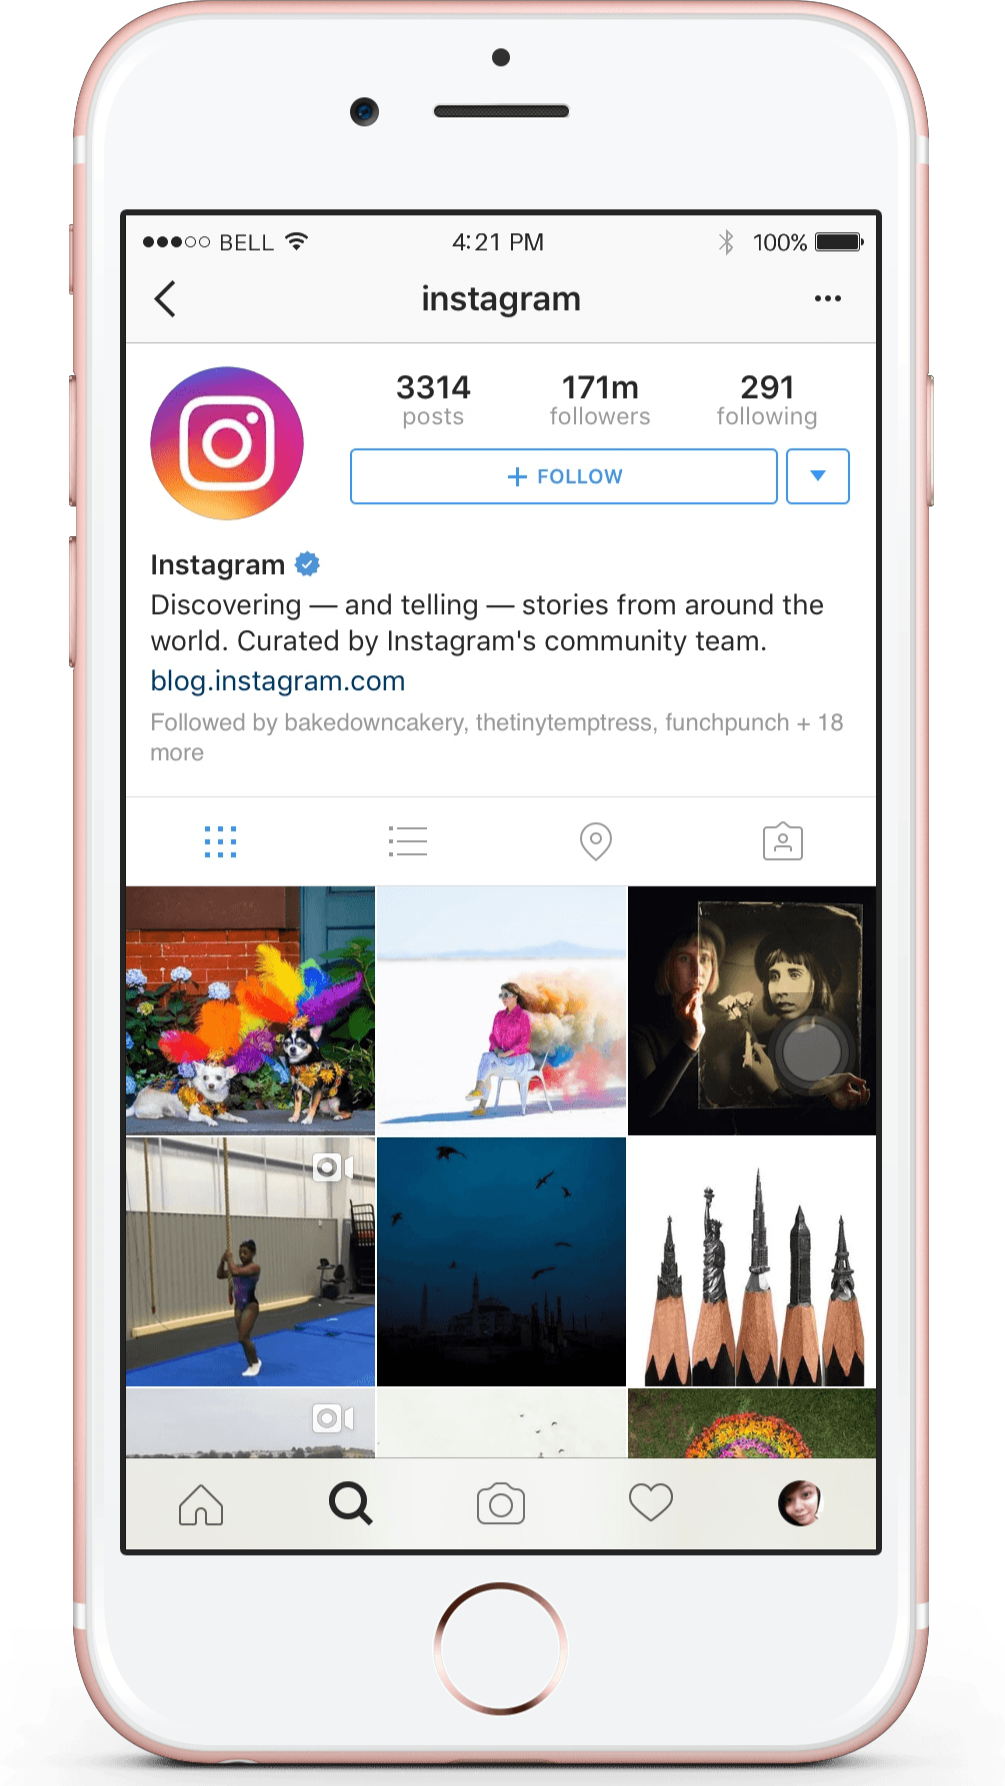 BELL 4:21 PM 100%
instagram
3314 171m 291
posts followers following
+ FOLLOW
Instagram
Discovering — and telling — stories from around the
world. Curated by Instagram's community team.
blog.instagram.com
Followed by bakedowncakery, thetinytemptress, funchpunch + 18
more